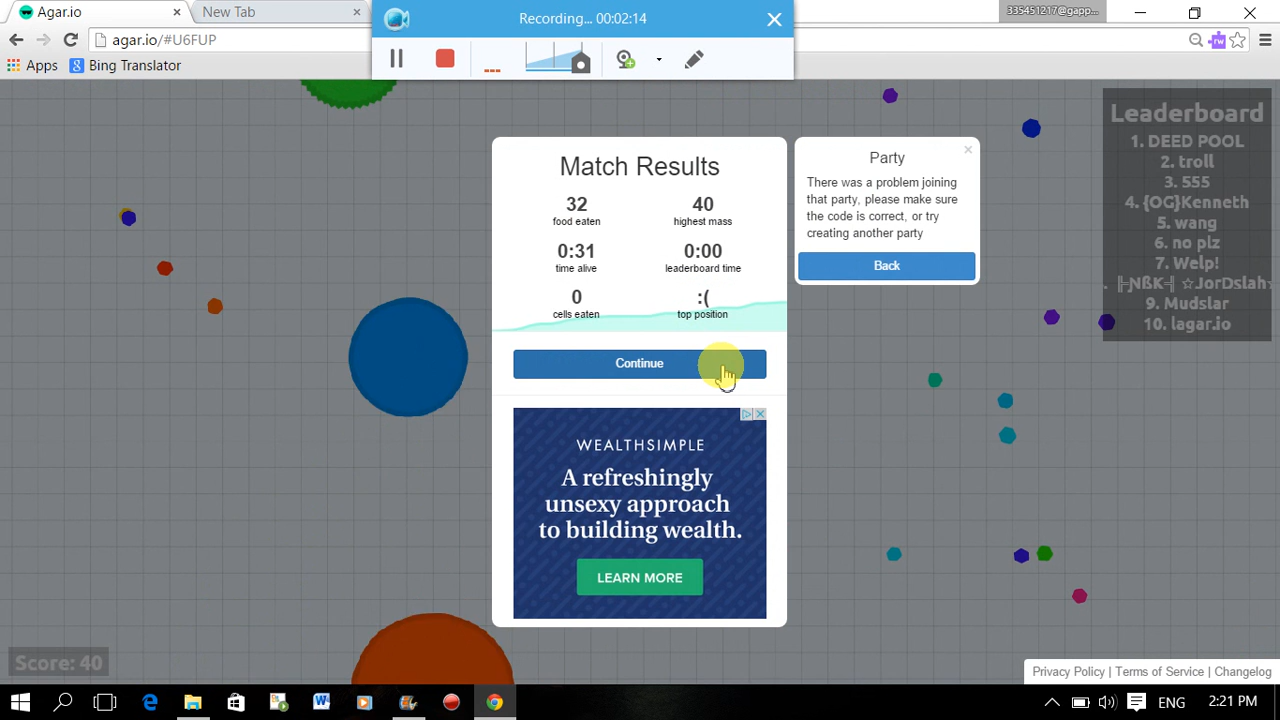 Agar.io
New Tab
Recording... 00:02:14
335451217@gapp...
agar.io/#U6FUP
Apps
Bing Translator
Match Results
32
food eaten
40
highest mass
0:31
time alive
0:00
leaderboard time
0
cells eaten
:(
top position
Continue
WEALTHSIMPLE
A refreshingly
unsexy approach
to building wealth.
LEARN MORE
Party
There was a problem joining
that party, please make sure
the code is correct, or try
creating another party
Back
Leaderboard
1. DEED POOL
2. troll
3. 555
4. {OG}Kenneth
5. wang
6. no plz
7. Welp!
☆JorDslah
9. Mudslar
10. lagar.io
Score: 40
Privacy Policy | Terms of Service | Changelog
ENG
2:21 PM